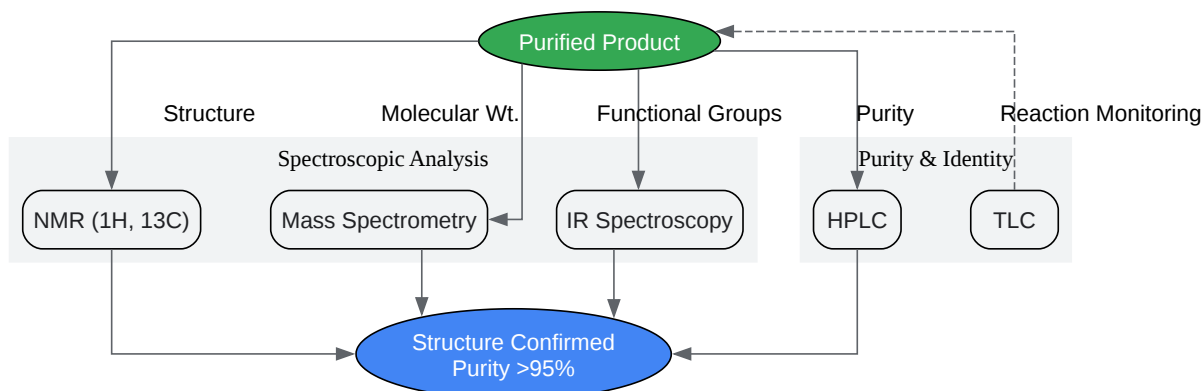 Purified Product
Structure
Molecular Wt.
Functional Groups
Purity
Reaction Monitoring
Spectroscopic Analysis
Purity & Identity
NMR (1H, 13C)
Mass Spectrometry
IR Spectroscopy
HPLC
TLC
Structure Confirmed
Purity >95%